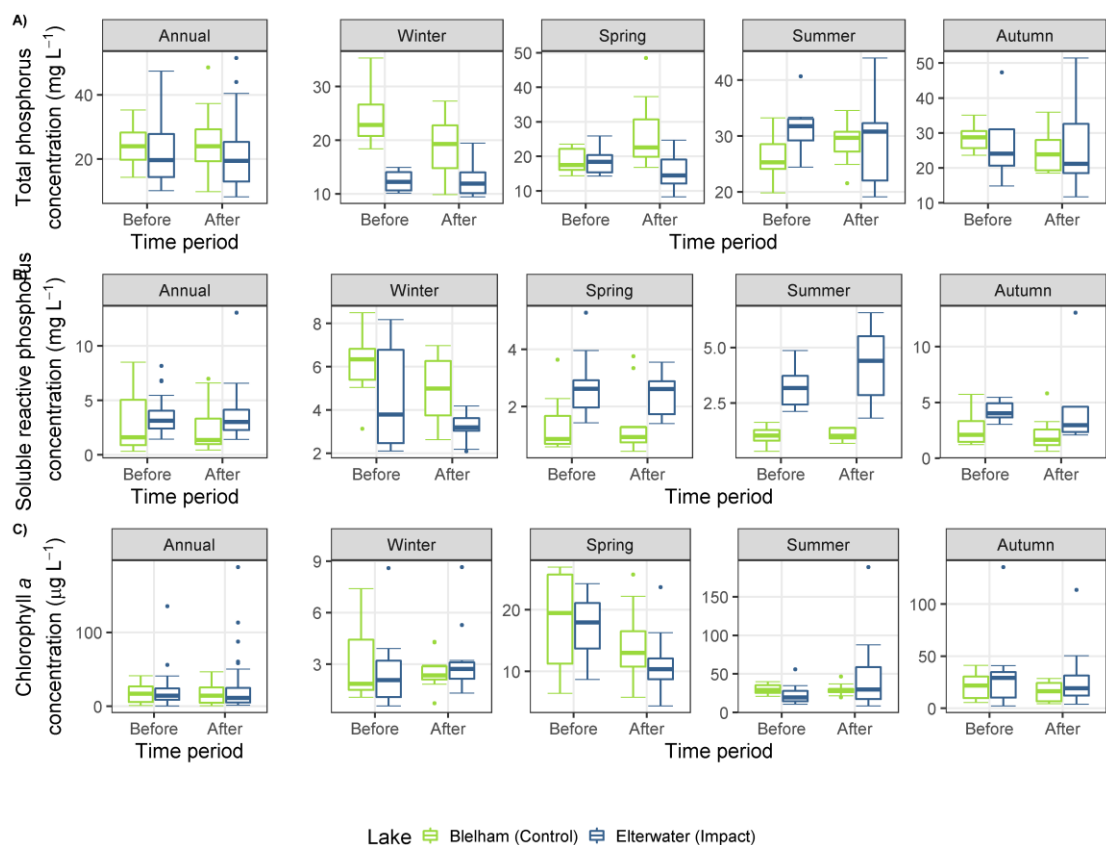 A)
Total phosphorus
concentration (mg L⁻¹)
Annual Winter Spring Summer Autumn
40
20
30
20
10
50
40
30
20
10
40
30
20
50
40
30
20
10
Before After Before After Before After Before After Before After
Time period Time period
B)
Soluble reactive phosphorus
concentration (mg L⁻¹)
Annual Winter Spring Summer Autumn
10
5
0
8
6
4
2
4
2
5.0
2.5
10
5
0
Before After Before After Before After Before After Before After
Time period Time period
C)
Chlorophyll a
concentration (µg L⁻¹)
Annual Winter Spring Summer Autumn
100
0
9
6
3
20
10
150
100
50
0
100
50
0
Before After Before After Before After Before After Before After
Time period Time period
Lake Blelham (Control) Elterwater (Impact)